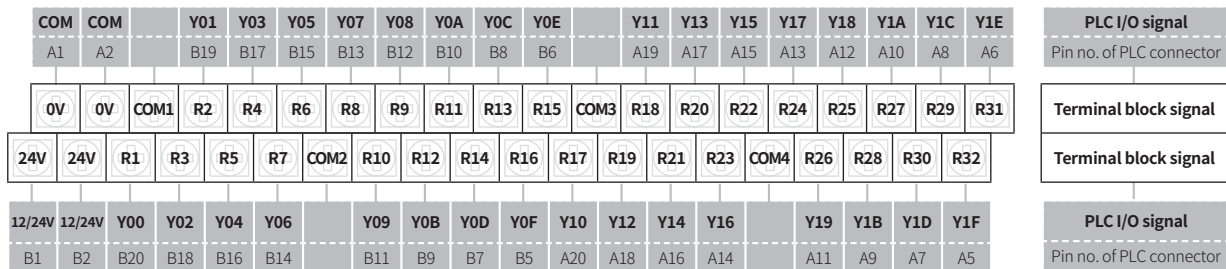 COM COM Y01 Y03 Y05 Y07 Y08 Y0A Y0C Y0E Y11 Y13 Y15 Y17 Y18 Y1A Y1C Y1E PLC I/O signal
A1 A2 B19 B17 B15 B13 B12 B10 B8 B6 A19 A17 A15 A13 A12 A10 A8 A6 Pin no. of PLC connector
0V 0V COM1 R2 R4 R6 R8 R9 R11 R13 R15 COM3 R18 R20 R22 R24 R25 R27 R29 R31 Terminal block signal
24V 24V R1 R3 R5 R7 COM2 R10 R12 R14 R16 R17 R19 R21 R23 COM4 R26 R28 R30 R32 Terminal block signal
12/24V 12/24V Y00 Y02 Y04 Y06 Y09 Y0B Y0D Y0F Y10 Y12 Y14 Y16 Y19 Y1B Y1D Y1F PLC I/O signal
B1 B2 B20 B18 B16 B14 B11 B9 B7 B5 A20 A18 A16 A14 A11 A9 A7 A5 Pin no. of PLC connector